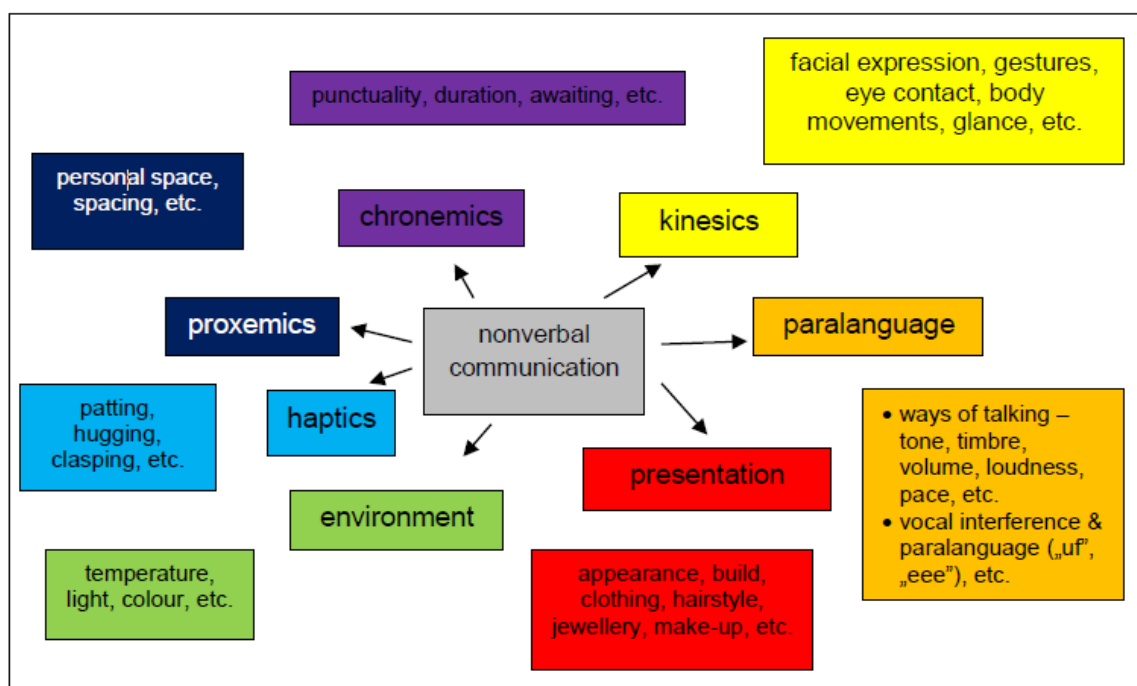 punctuality, duration, awaiting, etc.
facial expression, gestures,
eye contact, body
movements, glance, etc.
personal space,
spacing, etc.
chronemics
kinesics
proxemics
nonverbal
communication
paralanguage
patting,
hugging,
clasping, etc.
haptics
• ways of talking –
tone, timbre,
volume, loudness,
pace, etc.
• vocal interference &
paralanguage („uf”,
„eee”), etc.
presentation
environment
temperature,
light, colour, etc.
appearance, build,
clothing, hairstyle,
jewellery, make-up, etc.